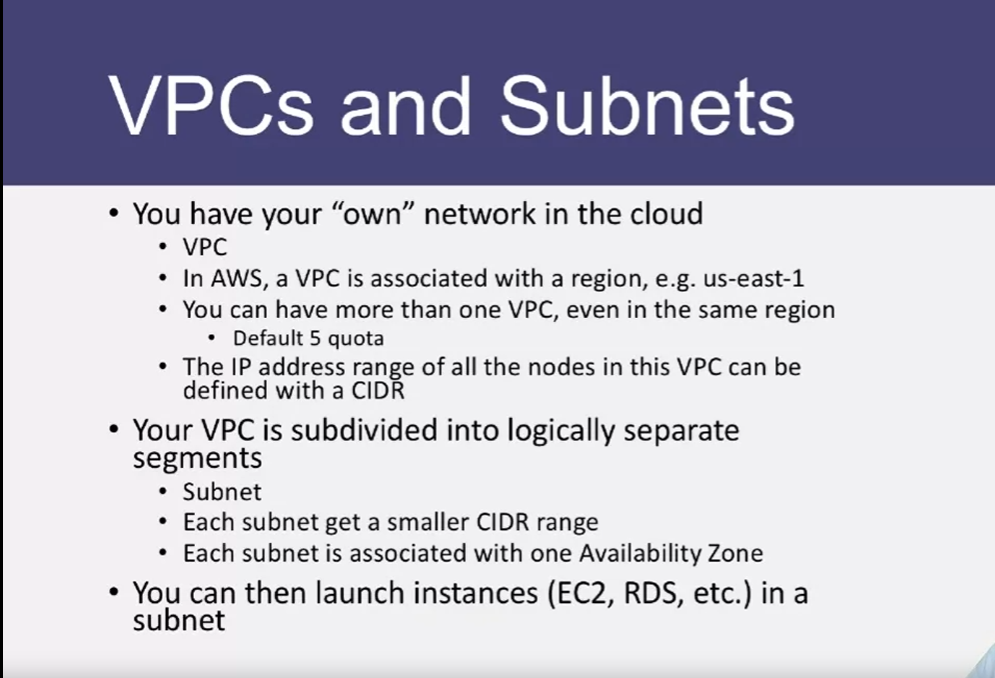 VPCs and Subnets
• You have your “own” network in the cloud
• VPC
• In AWS, a VPC is associated with a region, e.g. us-east-1
• You can have more than one VPC, even in the same region
• Default 5 quota
• The IP address range of all the nodes in this VPC can be
defined with a CIDR
• Your VPC is subdivided into logically separate
segments
• Subnet
• Each subnet get a smaller CIDR range
• Each subnet is associated with one Availability Zone
• You can then launch instances (EC2, RDS, etc.) in a
subnet